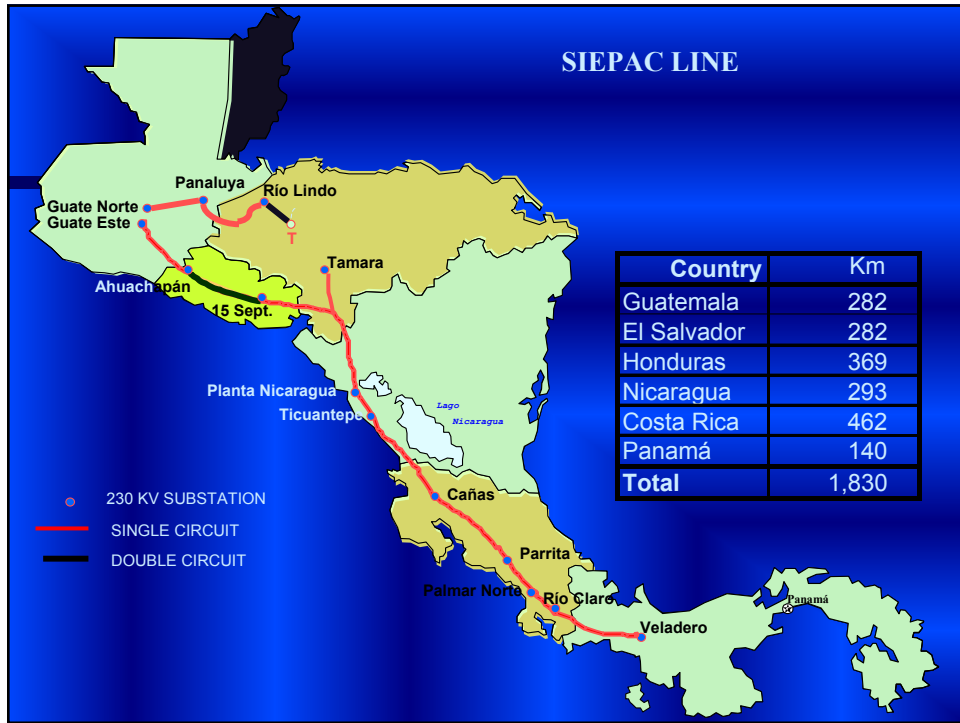 SIEPAC LINE
Panaluya
Río Lindo
Guate Norte
Guate Este
T
Tamara
Ahuachapán
15 Sept.
Planta Nicaragua
Ticuantepe
Lago
Nicaragua
Cañas
Parrita
Palmar Norte
Río Claro
Veladero
Panamá
Country Km
Guatemala 282
El Salvador 282
Honduras 369
Nicaragua 293
Costa Rica 462
Panamá 140
Total 1,830
230 KV SUBSTATION
SINGLE CIRCUIT
DOUBLE CIRCUIT